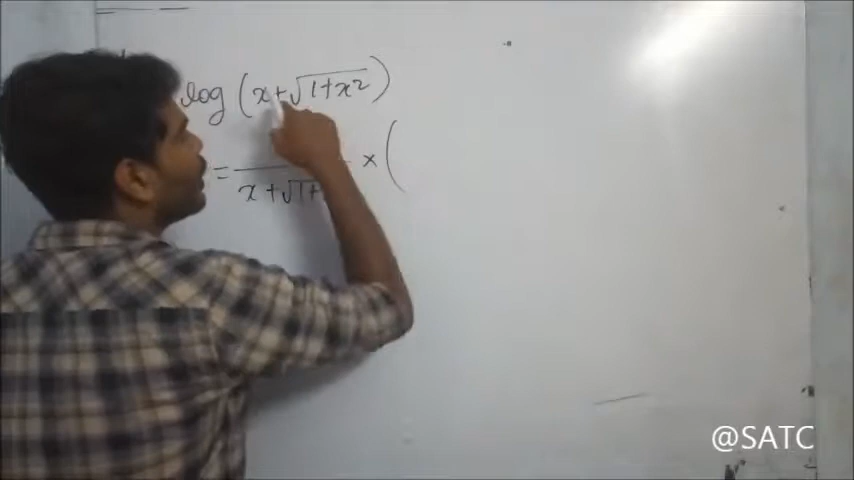 log (x+√1+x²)
= x+√1+ × (
@SATC